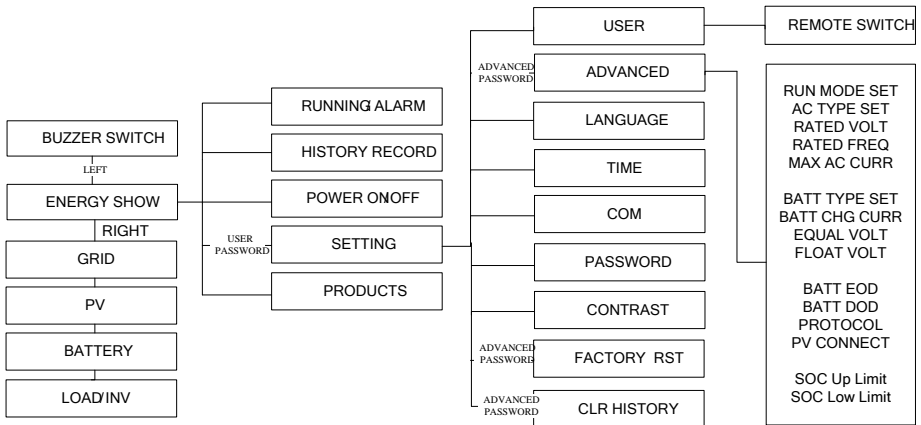 BUZZER SWITCH
LEFT
ENERGY SHOW
RIGHT
GRID
PV
BATTERY
LOAD/INV
RUNNING ALARM
HISTORY RECORD
POWER ON/OFF
USER
PASSWORD
SETTING
PRODUCTS
USER
ADVANCED
PASSWORD
ADVANCED
LANGUAGE
TIME
COM
PASSWORD
CONTRAST
ADVANCED
PASSWORD
FACTORY RST
ADVANCED
PASSWORD
CLR HISTORY
REMOTE SWITCH
RUN MODE SET
AC TYPE SET
RATED VOLT
RATED FREQ
MAX AC CURR
BATT TYPE SET
BATT CHG CURR
EQUAL VOLT
FLOAT VOLT
BATT EOD
BATT DOD
PROTOCOL
PV CONNECT
SOC Up Limit
SOC Low Limit